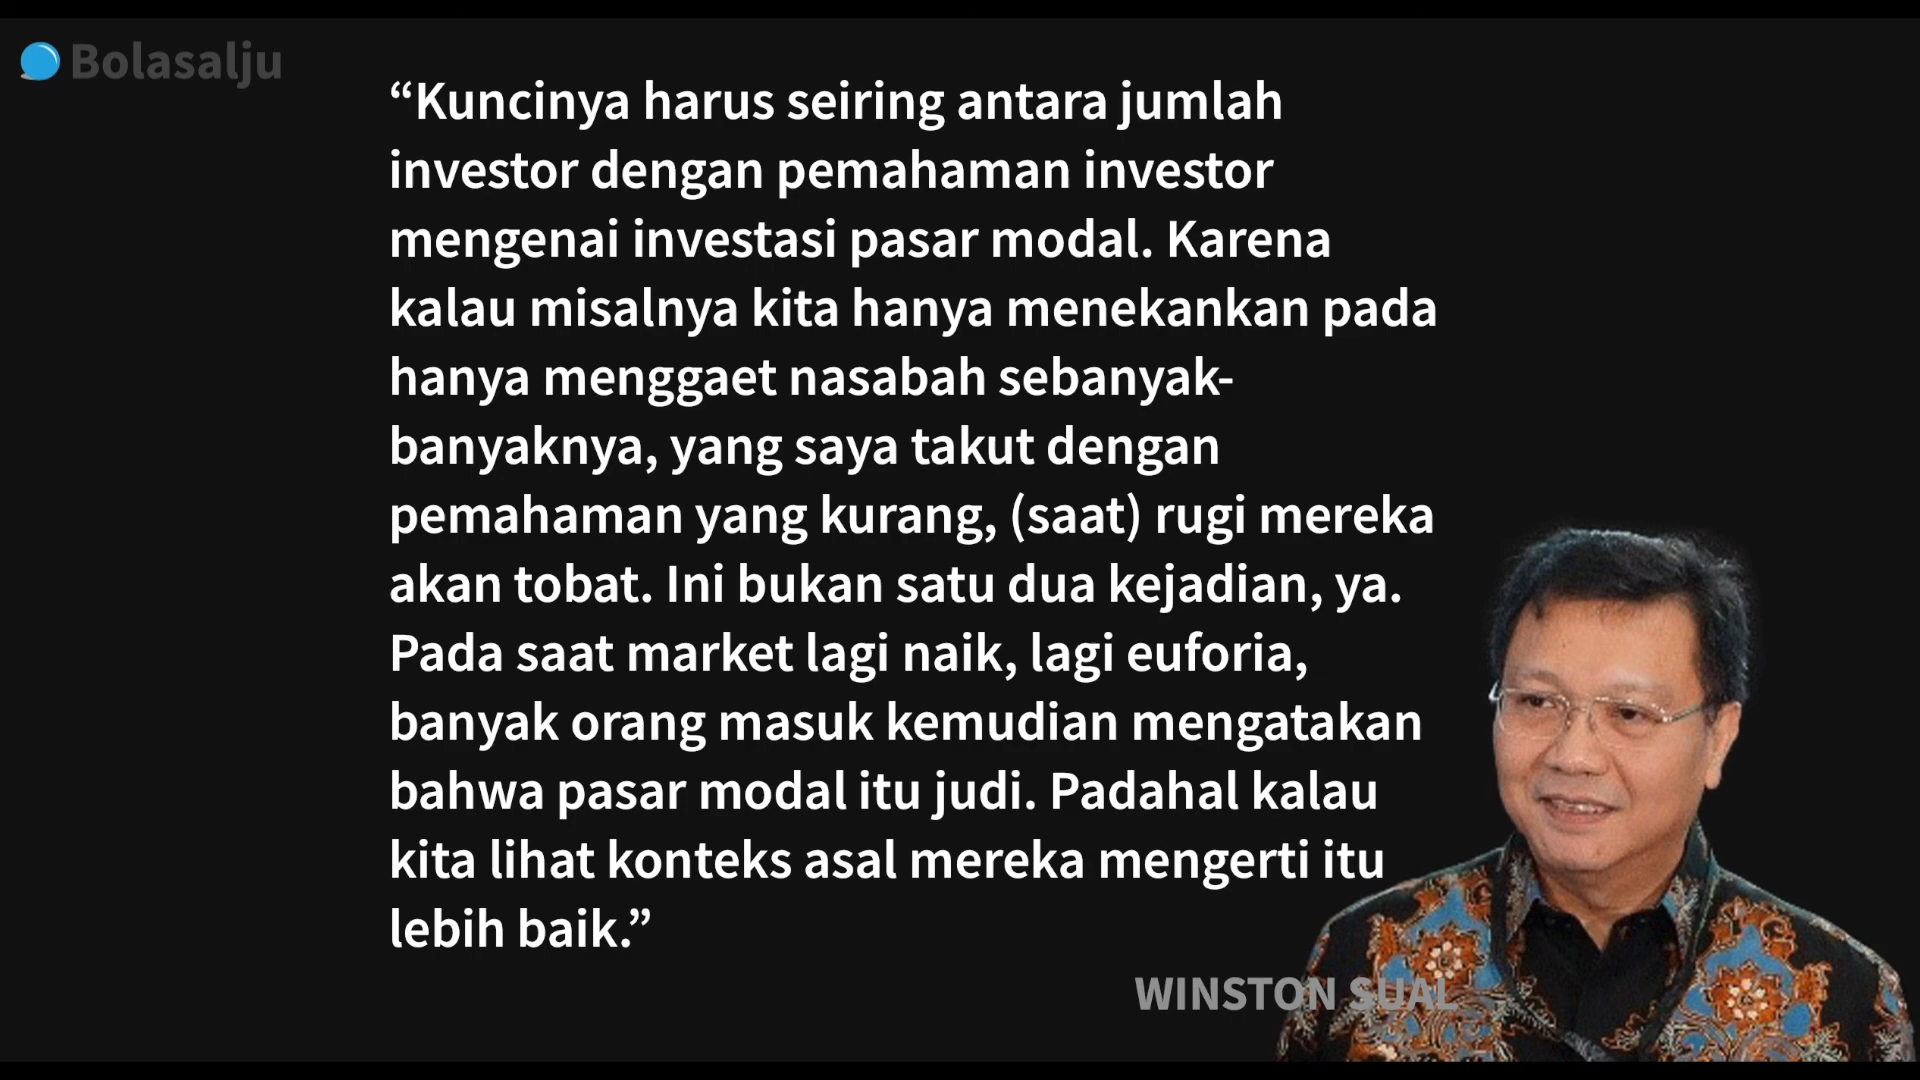 Bolasalju
“Kuncinya harus seiring antara jumlah
investor dengan pemahaman investor
mengenai investasi pasar modal. Karena
kalau misalnya kita hanya menekankan pada
hanya menggaet nasabah sebanyak-
banyaknya, yang saya takut dengan
pemahaman yang kurang, (saat) rugi mereka
akan tobat. Ini bukan satu dua kejadian, ya.
Pada saat market lagi naik, lagi euforia,
banyak orang masuk kemudian mengatakan
bahwa pasar modal itu judi. Padahal kalau
kita lihat konteks asal mereka mengerti itu
lebih baik.”
WINSTON SUAL